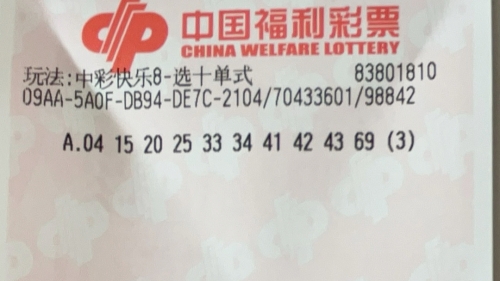 中国福利彩票
CHINA WELFARE LOTTERY
玩法:中彩快乐8-选十单式 83801810
09AA-5A0F-DB94-DE7C-2104/70433601/98842
A.04 15 20 25 33 34 41 42 43 69 (3)